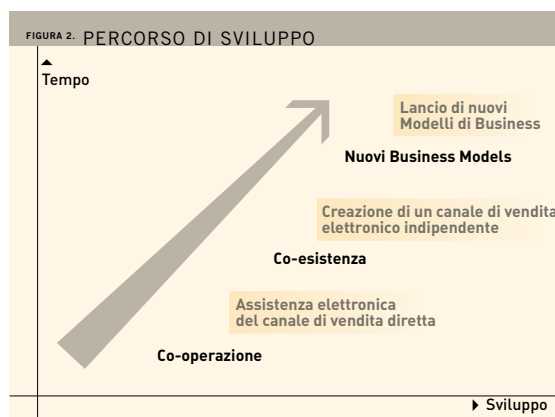 FIGURA 2. PERCORSO DI SVILUPPO
Tempo
Lancio di nuovi
Modelli di Business
Nuovi Business Models
Creazione di un canale di vendita
elettronico indipendente
Co-esistenza
Assistenza elettronica
del canale di vendita diretta
Co-operazione
Sviluppo